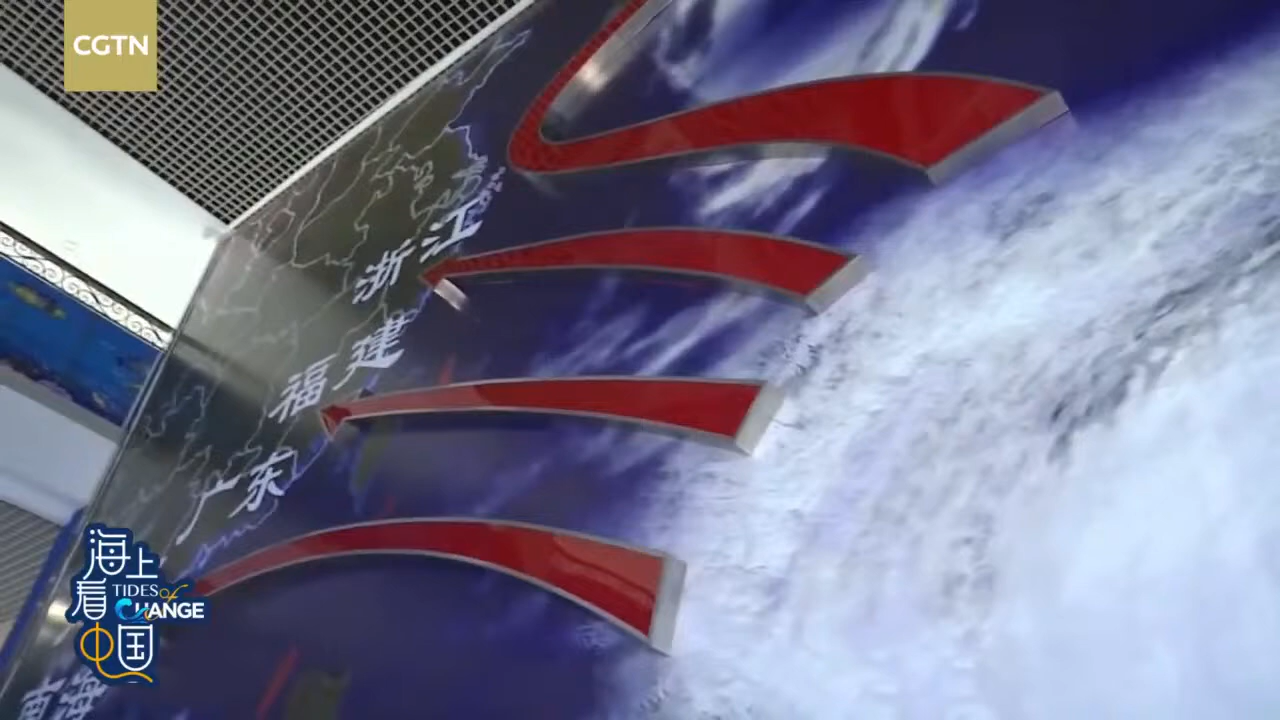 CGTN
浙江
福建
广东
海上
看
TIDES of
CHANGE
中国